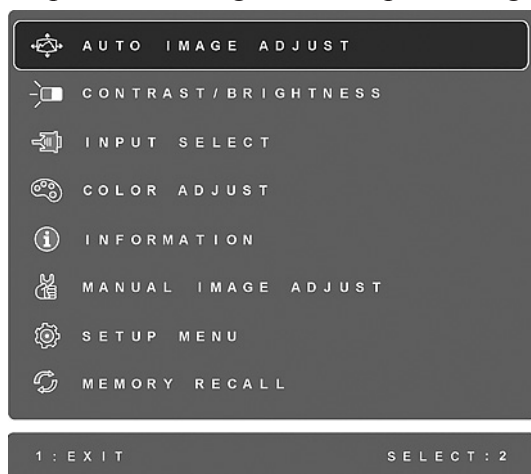 AUTO IMAGE ADJUST
CONTRAST/BRIGHTNESS
INPUT SELECT
COLOR ADJUST
INFORMATION
MANUAL IMAGE ADJUST
SETUP MENU
MEMORY RECALL
1:EXIT SELECT:2